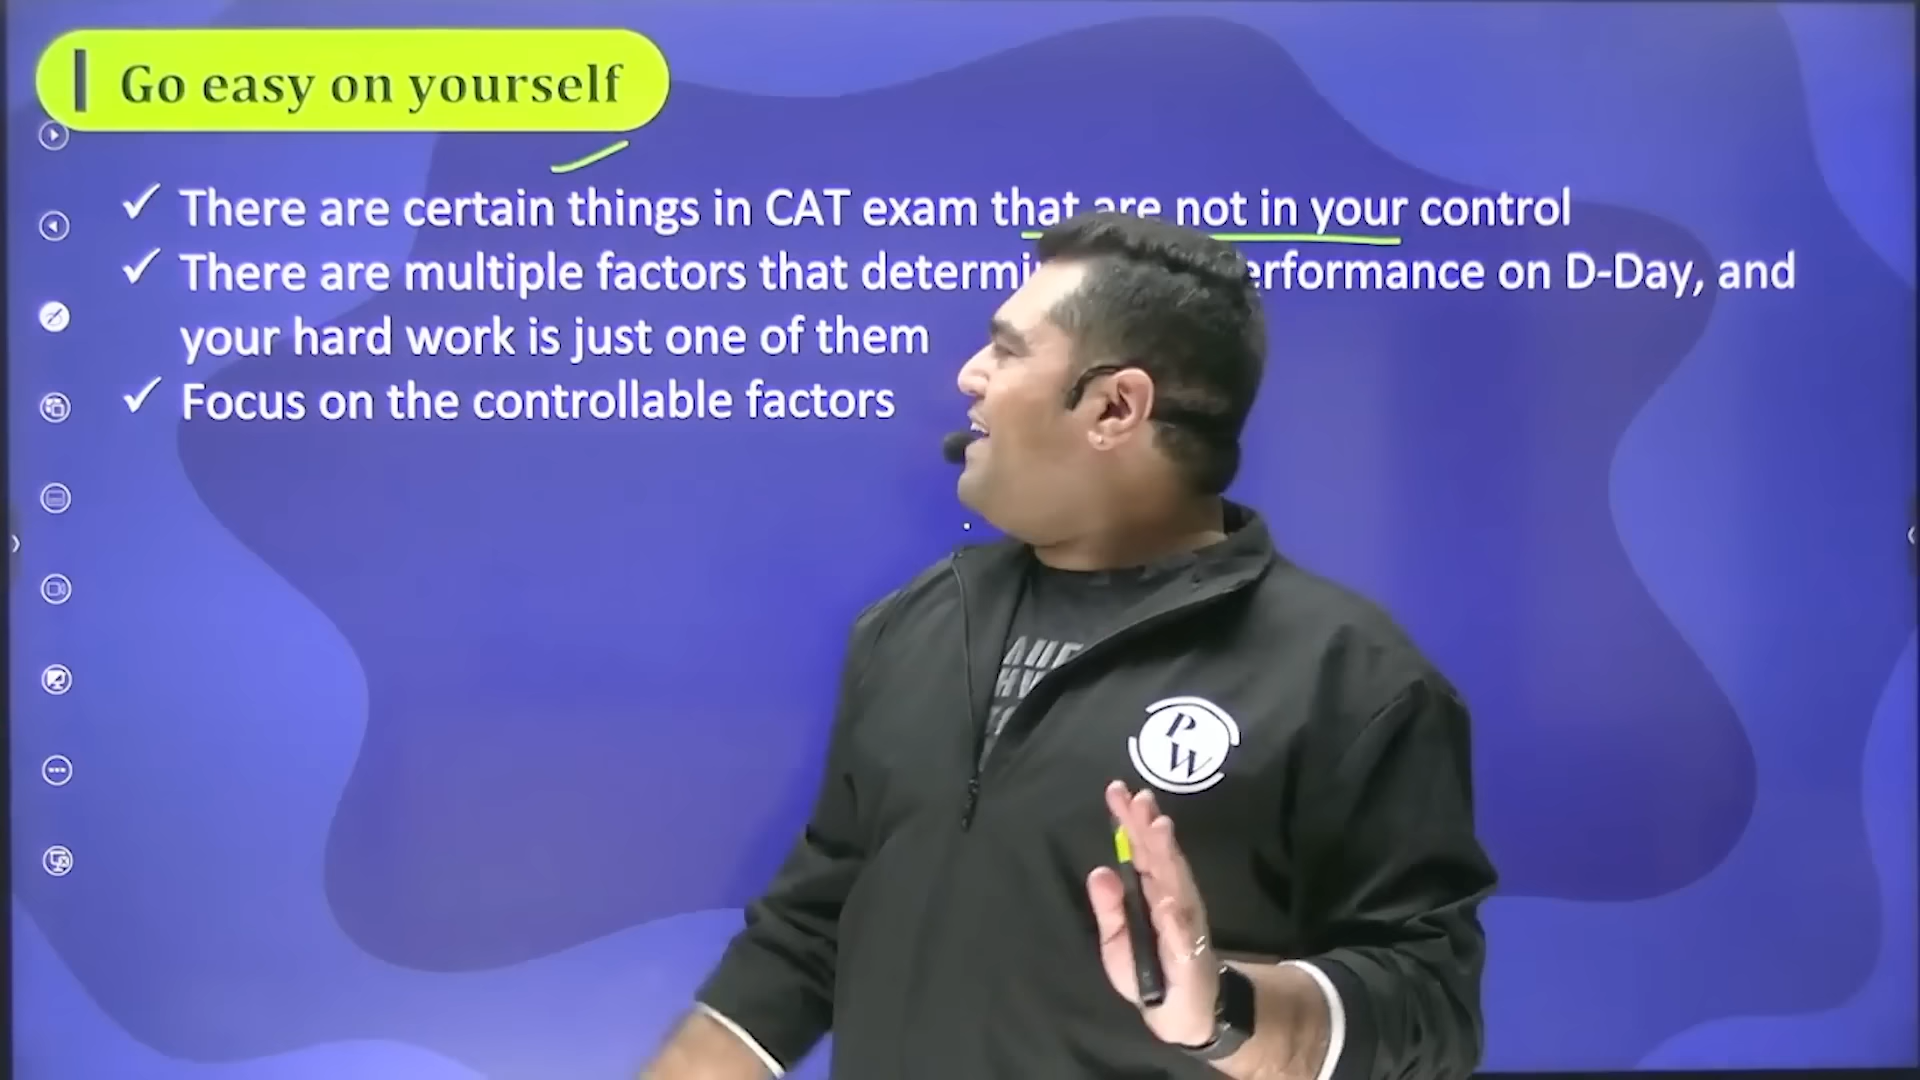 Go easy on yourself
There are certain things in CAT exam that are not in your control
There are multiple factors that erformance on D-Day, and
your hard work is just one of them
Focus on the controllable factors
P
W